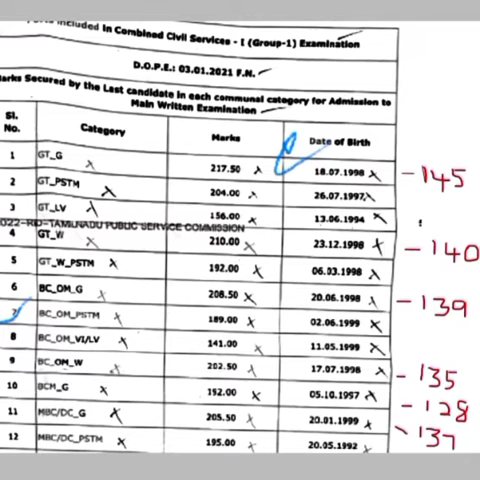 included in Combined Civil Services - I (Group-1) Examination
D.O.P.E.: 03.01.2021 F.N.
Marks Secured by the Last candidate in each communal category for Admission to
Main Written Examination
Sl. No. Category Marks Date of Birth
1 GT_G 217.50 18.07.1998 - 145
2 GT_PSTM 204.00 26.07.1997
3 GT_LV 156.00 13.06.1994
TAMILNADU PUBLIC SERVICE COMMISSION
4 GT_W 210.00 23.12.1998 - 140
5 GT_W_PSTM 192.00 06.03.1998
6 BC_OM_G 208.50 20.06.1998 - 139
7 BC_OM_PSTM 189.00 02.06.1999
8 BC_OM_VI/LV 141.00 11.05.1999
9 BC_OM_W 202.50 17.07.1998 - 135
10 BCM_G 192.00 05.10.1997 - 128
11 MBC/DC_G 205.50 20.01.1999 - 137
12 MBC/DC_PSTM 195.00 20.05.1992